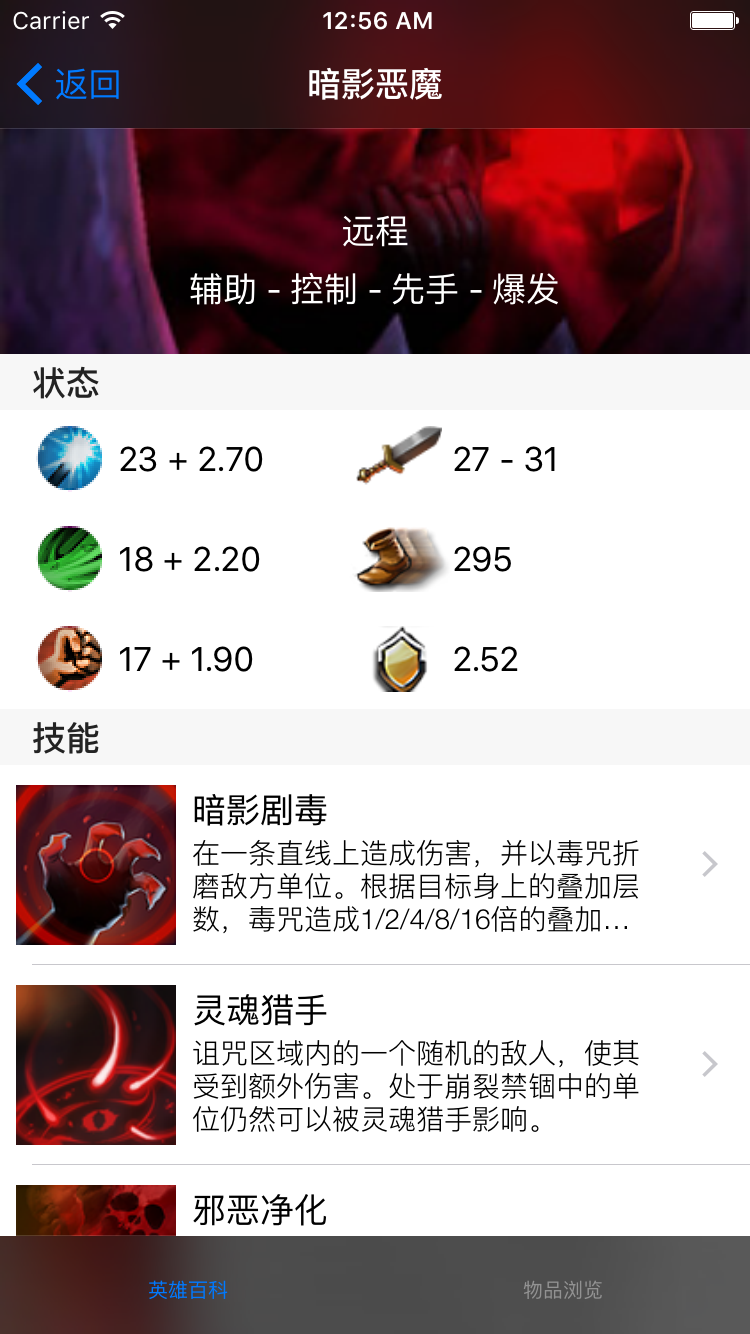 Carrier 12:56 AM
返回 暗影恶魔
远程
辅助 - 控制 - 先手 - 爆发
状态
23 + 2.70 27 - 31
18 + 2.20 295
17 + 1.90 2.52
技能
暗影剧毒
在一条直线上造成伤害，并以毒咒折
磨敌方单位。根据目标身上的叠加层
数，毒咒造成1/2/4/8/16倍的叠加...
灵魂猎手
诅咒区域内的一个随机的敌人，使其
受到额外伤害。处于崩裂禁锢中的单
位仍然可以被灵魂猎手影响。
邪恶净化
英雄百科 物品浏览